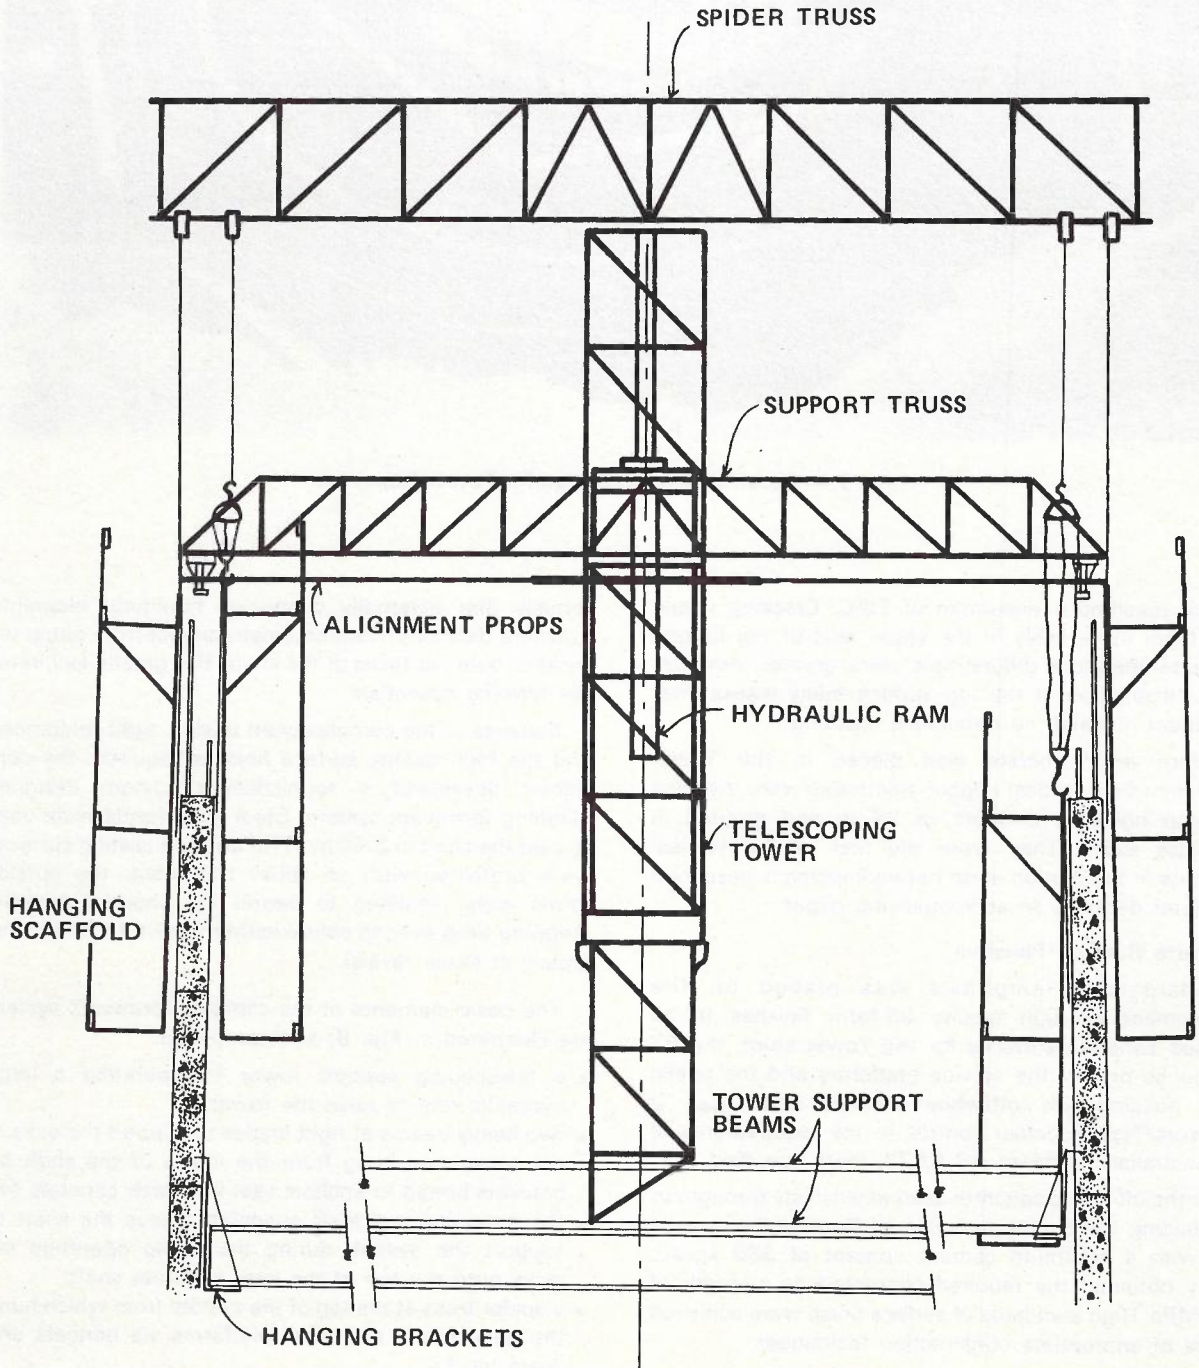 SPIDER TRUSS
SUPPORT TRUSS
ALIGNMENT PROPS
HYDRAULIC RAM
TELESCOPING
TOWER
HANGING
SCAFFOLD
TOWER SUPPORT
BEAMS
HANGING BRACKETS